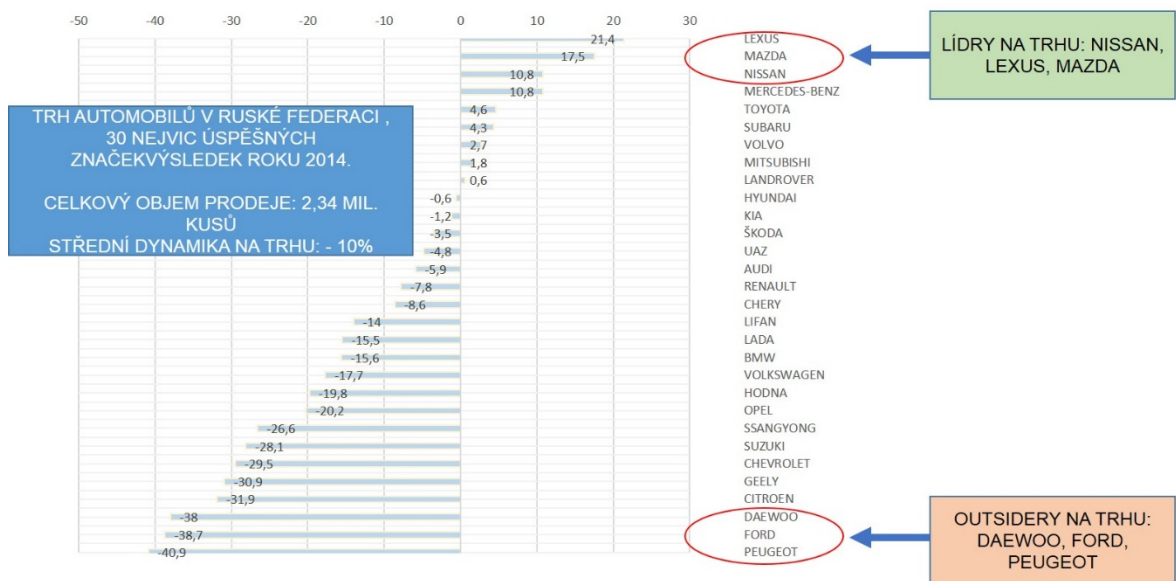 -50 -40 -30 -20 -10 0 10 20 30
21,4 LEXUS
17,5 MAZDA
10,8 NISSAN
10,8 MERCEDES-BENZ
4,6 TOYOTA
4,3 SUBARU
2,7 VOLVO
1,8 MITSUBISHI
0,6 LANDROVER
-0,6 HYUNDAI
-1,2 KIA
-3,5 ŠKODA
-4,8 UAZ
-5,9 AUDI
-7,8 RENAULT
-8,6 CHERY
-14 LIFAN
-15,5 LADA
-15,6 BMW
-17,7 VOLKSWAGEN
-19,8 HODNA
-20,2 OPEL
-26,6 SSANGYONG
-28,1 SUZUKI
-29,5 CHEVROLET
-30,9 GEELY
-31,9 CITROEN
-38 DAEWOO
-38,7 FORD
-40,9 PEUGEOT
TRH AUTOMOBILŮ V RUSKÉ FEDERACI ,
30 NEJVIC ÚSPĚŠNÝCH
ZNAČEKVÝSLEDEK ROKU 2014.
CELKOVÝ OBJEM PRODEJE: 2,34 MIL.
KUSŮ
STŘEDNÍ DYNAMIKA NA TRHU: - 10%
LÍDRY NA TRHU: NISSAN,
LEXUS, MAZDA
OUTSIDERY NA TRHU:
DAEWOO, FORD,
PEUGEOT